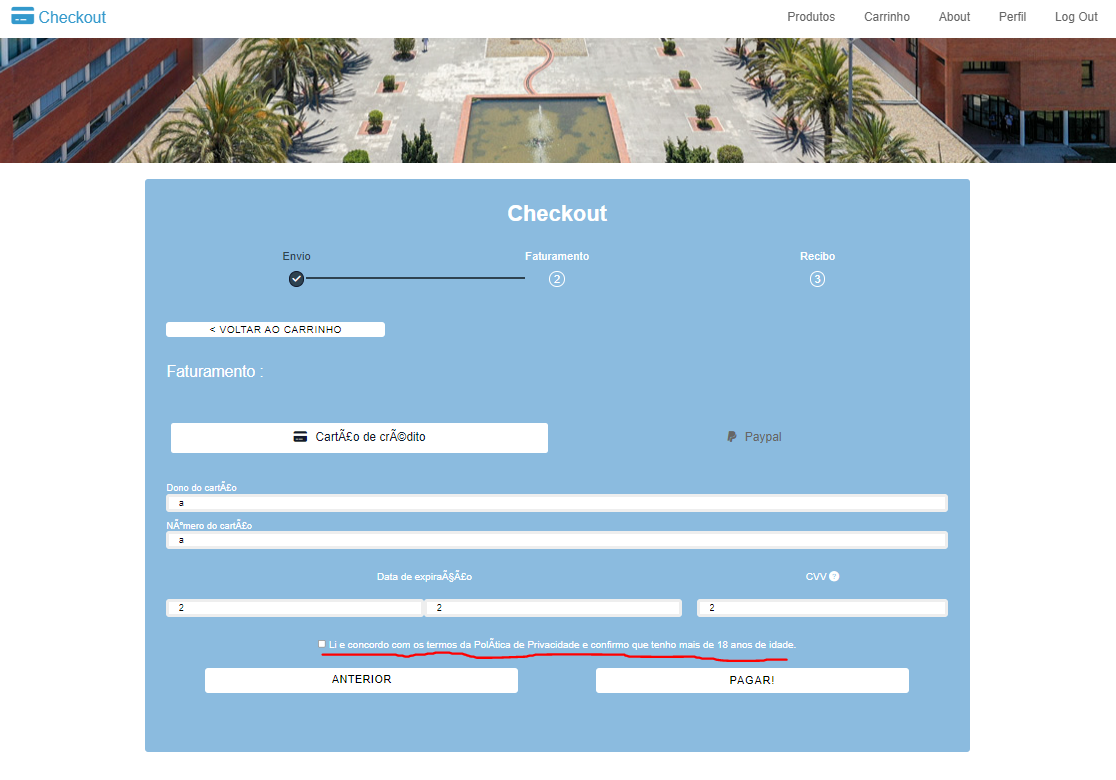 Checkout
Produtos Carrinho About Perfil Log Out
Checkout
Envio Faturamento Recibo
2 3
< VOLTAR AO CARRINHO
Faturamento :
CartÃ£o de crÃ©dito Paypal
Dono do cartÃ£o
a
NÃºmero do cartÃ£o
a
Data de expiraÃ§Ã£o CVV ?
2 2 2
Li e concordo com os termos da PolÃ­tica de Privacidade e confirmo que tenho mais de 18 anos de idade.
ANTERIOR PAGAR!